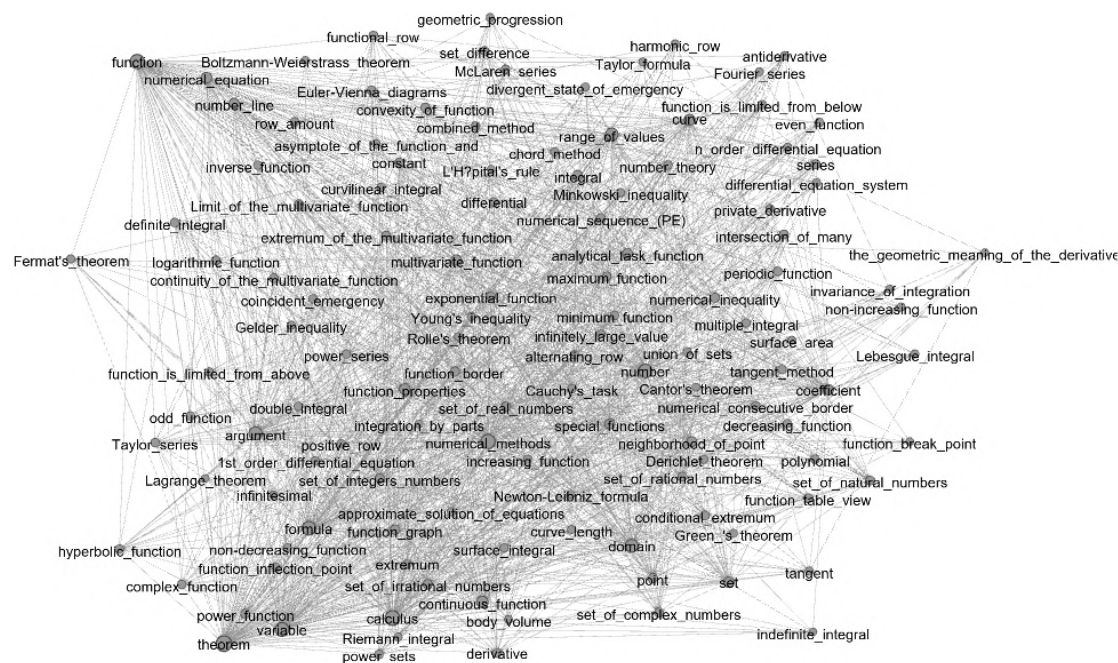 geometric_progression
functional_row
harmonic_row
set_difference
antiderivative
function
Boltzmann-Weierstrass_theorem
Taylor_formula
McLaren_series
Fourier_series
numerical_equation
Euler-Vienna_diagrams
divergent_state_of_emergency
number_line
convexity_of_function
function_is_limited_from_below
curve
row_amount
combined_method
even_function
range_of_values
asymptote_of_the_function_and
n_order_differential_equation
constant
chord_method
inverse_function
L'H?pital's_rule
number_theory
series
integral
curvilinear_integral
Minkowski_inequality
differential_equation_system
Limit_of_the_multivariate_function
differential
private_derivative
definite_integral
numerical_sequence_(PE)
extremum_of_the_multivariate_function
intersection_of_many
Fermat's_theorem
logarithmic_function
multivariate_function
analytical_task_function
the_geometric_meaning_of_the_derivative
continuity_of_the_multivariate_function
maximum_function
periodic_function
coincident_emergency
exponential_function
numerical_inequality
invariance_of_integration
non-increasing_function
Gelder_inequality
Young's_inequality
minimum_function
multiple_integral
Rolle's_theorem
infinitely_large_value
surface_area
power_series
alternating_row
union_of_sets
Lebesgue_integral
function_is_limited_from_above
function_border
number
tangent_method
function_properties
Cauchy's_task
Cantor's_theorem
coefficient
odd_function
double_integral
set_of_real_numbers
numerical_consecutive_border
integration_by_parts
special_functions
decreasing_function
Taylor_series
argument
positive_row
numerical_methods
neighborhood_of_point
function_break_point
1st_order_differential_equation
increasing_function
Derichlet_theorem
polynomial
Lagrange_theorem
set_of_integers_numbers
set_of_rational_numbers
set_of_natural_numbers
infinitesimal
Newton-Leibniz_formula
function_table_view
approximate_solution_of_equations
formula
function_graph
curve_length
conditional_extremum
Green_'s_theorem
hyperbolic_function
non-decreasing_function
surface_integral
domain
function_inflection_point
extremum
complex_function
set_of_irrational_numbers
point
set
tangent
continuous_function
power_function
calculus
body_volume
set_of_complex_numbers
variable
theorem
Riemann_integral
indefinite_integral
power_sets
derivative